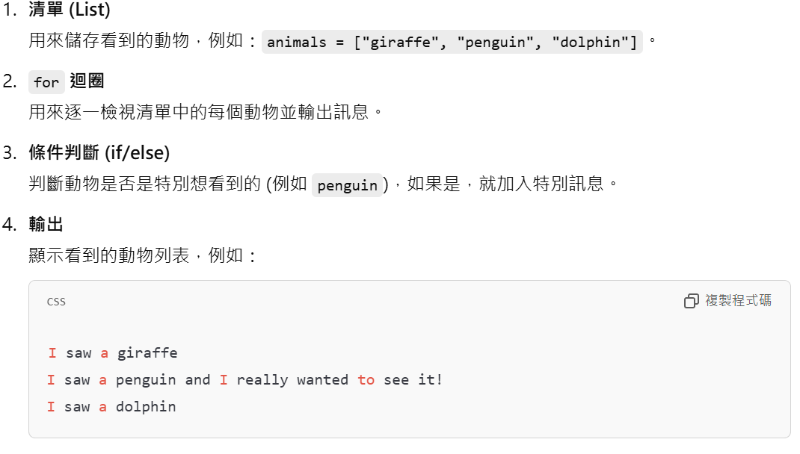 1. 清單 (List)
用來儲存看到的動物，例如：animals = ["giraffe", "penguin", "dolphin"]。
2. for 迴圈
用來逐一檢視清單中的每個動物並輸出訊息。
3. 條件判斷 (if/else)
判斷動物是否是特別想看到的 (例如 penguin)，如果是，就加入特別訊息。
4. 輸出
顯示看到的動物列表，例如：
css 複製程式碼
I saw a giraffe
I saw a penguin and I really wanted to see it!
I saw a dolphin